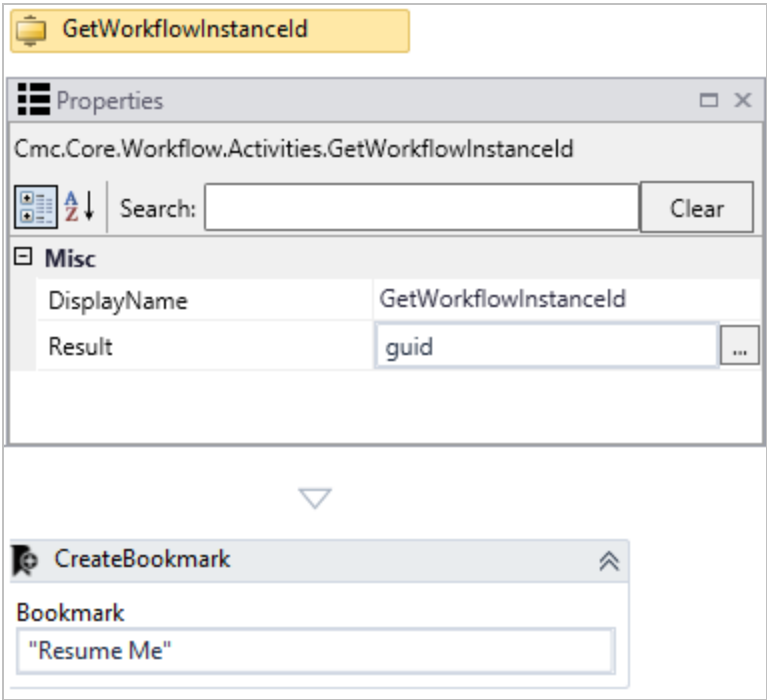 GetWorkflowInstanceId
Properties
Cmc.Core.Workflow.Activities.GetWorkflowInstanceId
A Z Search: Clear
Misc
DisplayName GetWorkflowInstanceId
Result guid ...
CreateBookmark
Bookmark
"Resume Me"